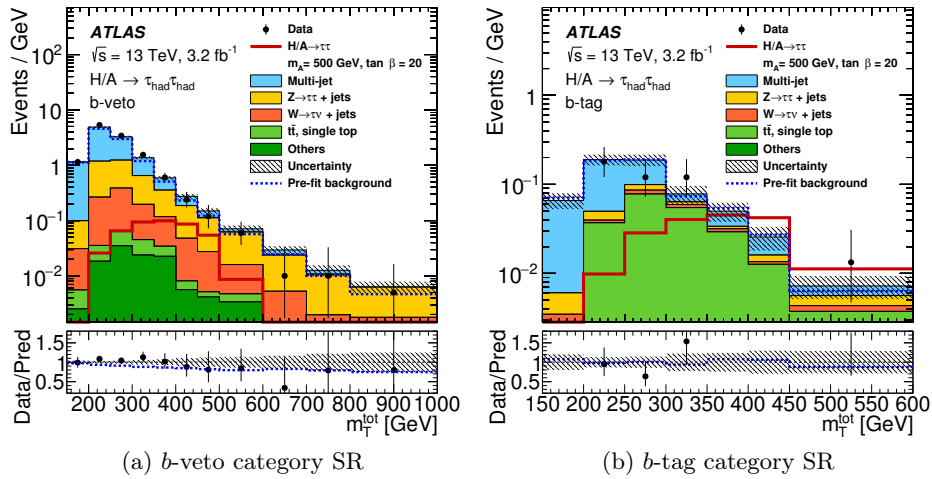 ATLAS
√s = 13 TeV, 3.2 fb⁻¹
H/A → τhadτhad
b-veto
Data
H/A→ττ
mA= 500 GeV, tan β = 20
Multi-jet
Z→ττ + jets
W→τν + jets
tt̄, single top
Others
Uncertainty
Pre-fit background
Events / GeV
10²
10
1
10⁻¹
10⁻²
Data/Pred
1.5
1
0.5
200 300 400 500 600 700 800 900 1000
mTtot [GeV]
(a) b-veto category SR
ATLAS
√s = 13 TeV, 3.2 fb⁻¹
H/A → τhadτhad
b-tag
Data
H/A→ττ
mA= 500 GeV, tan β = 20
Multi-jet
Z→ττ + jets
W→τν + jets
tt̄, single top
Others
Uncertainty
Pre-fit background
Events / GeV
1
10⁻¹
10⁻²
Data/Pred
1.5
1
0.5
150 200 250 300 350 400 450 500 550 600
mTtot [GeV]
(b) b-tag category SR